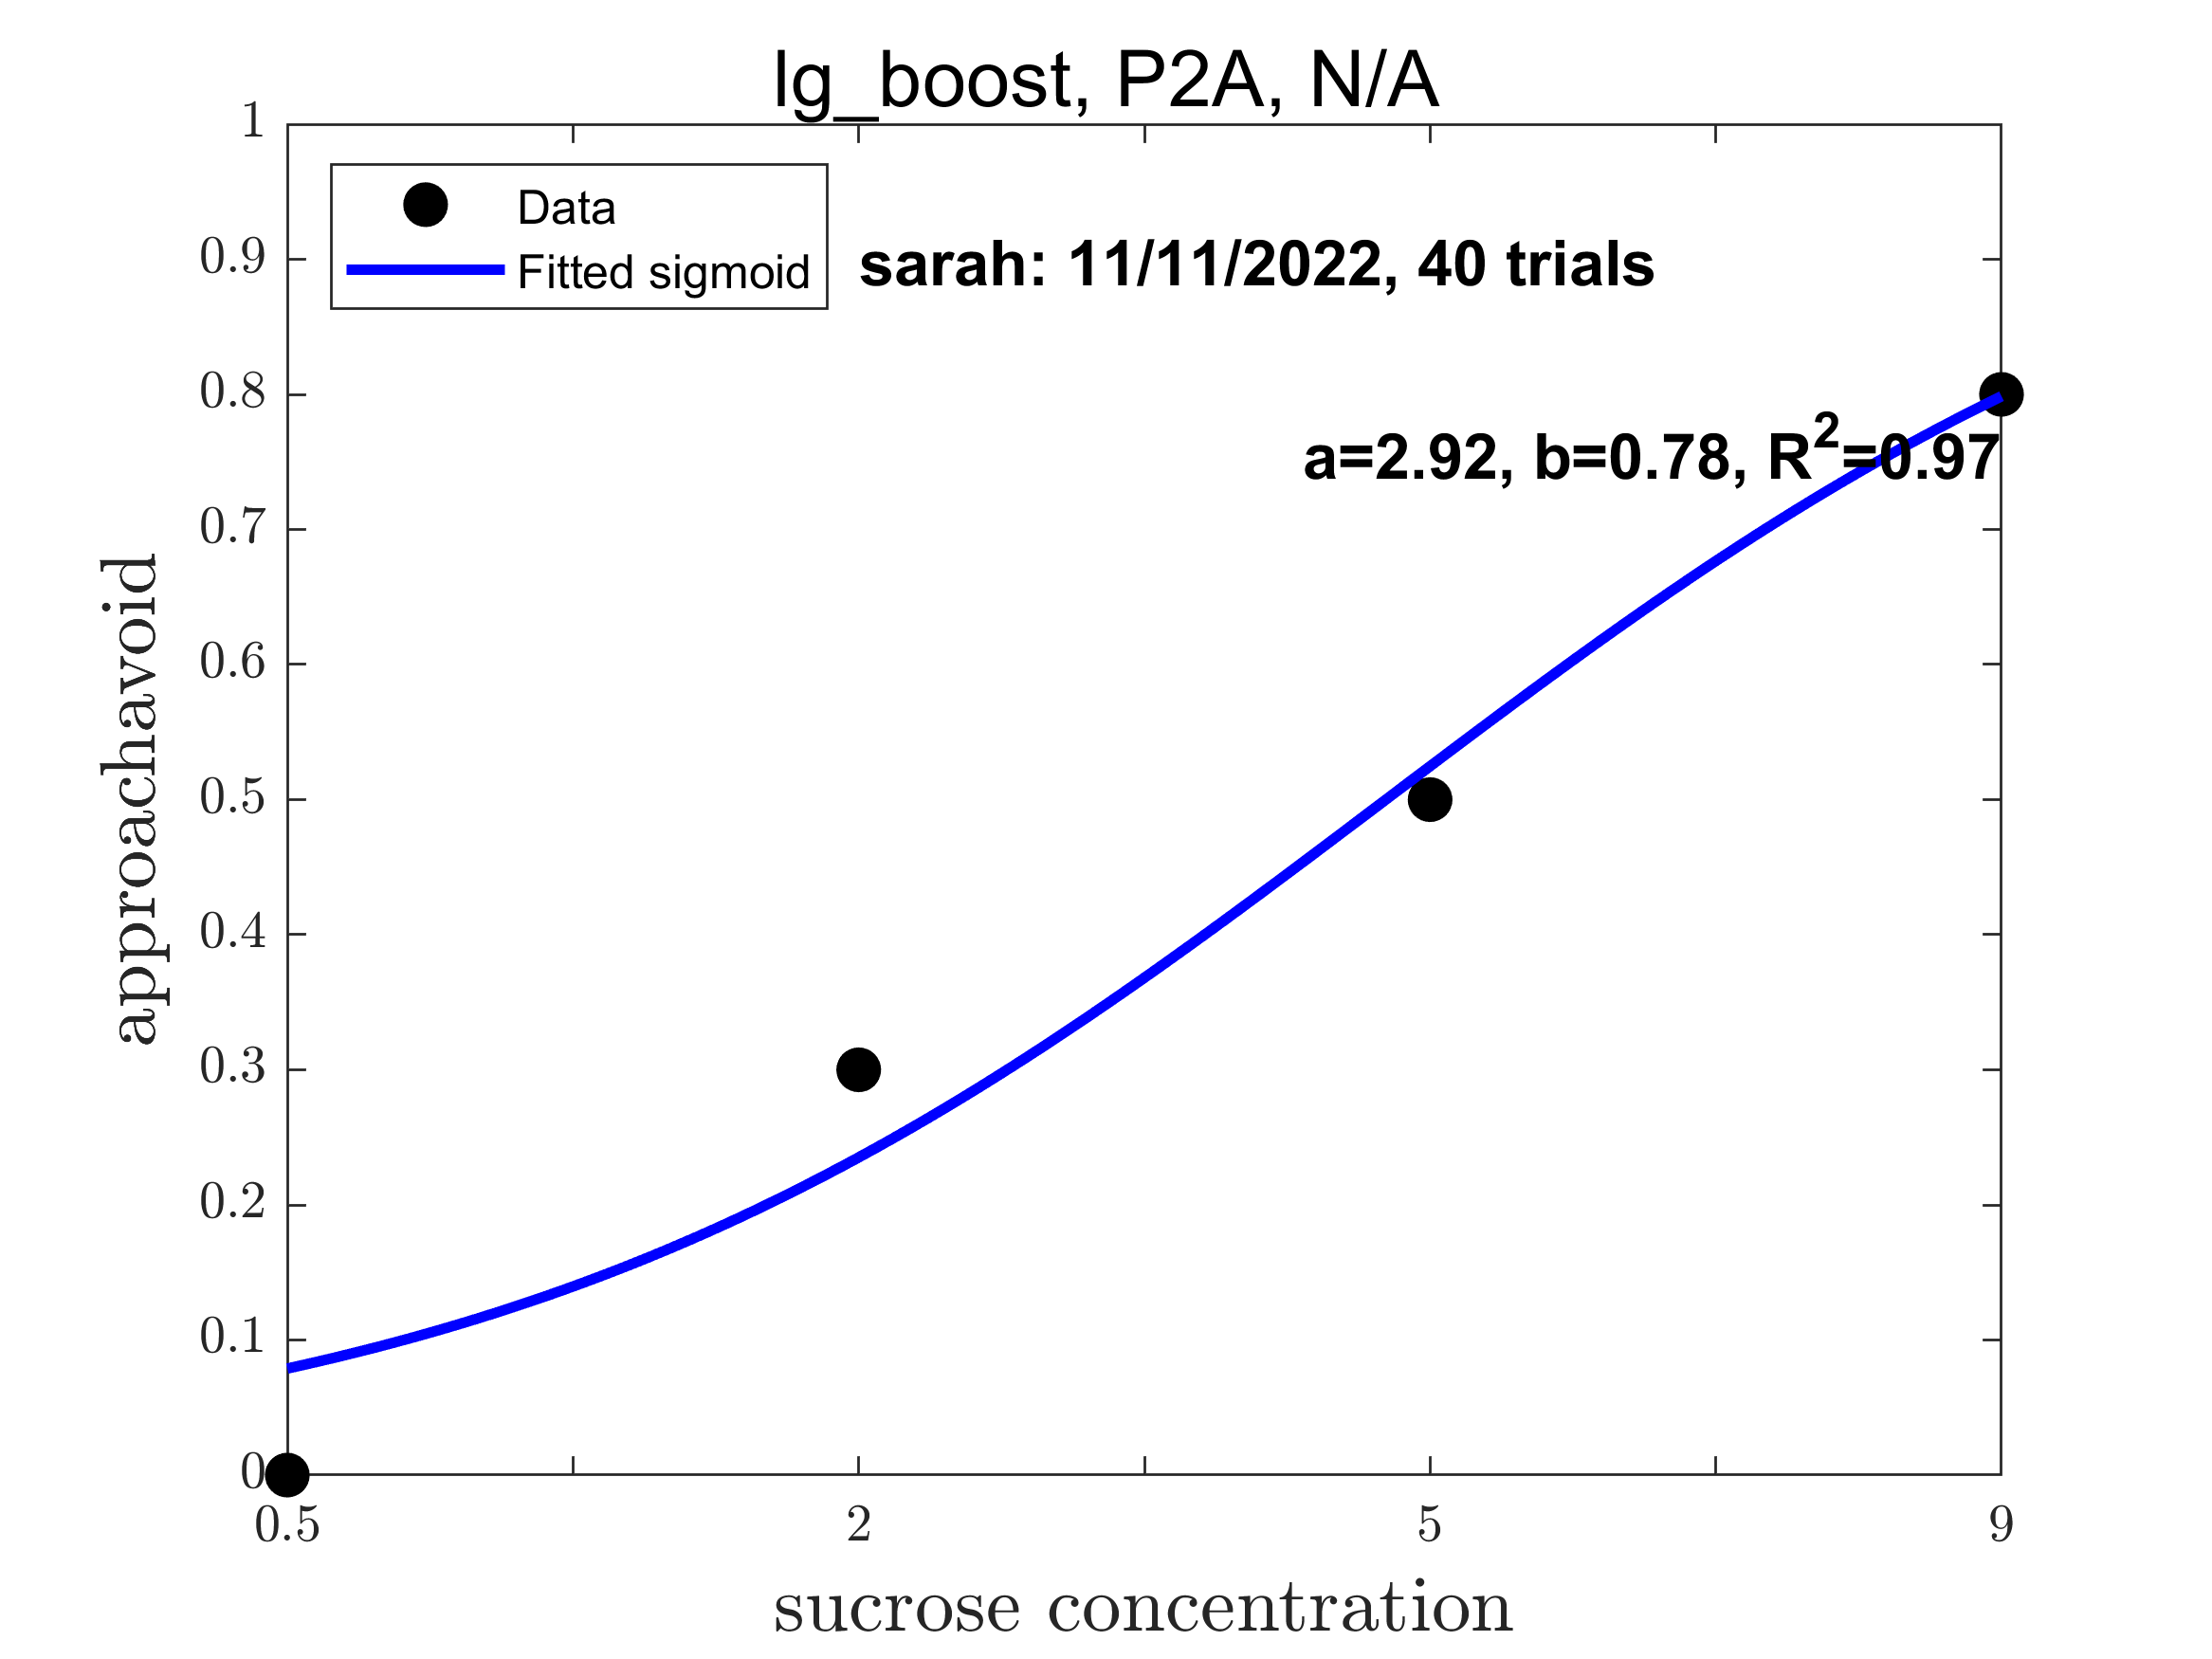 lg_boost, P2A, N/A
1
Data
Fitted sigmoid
sarah: 11/11/2022, 40 trials
0.9
0.8
a=2.92, b=0.78, R²=0.97
0.7
0.6
0.5
0.4
0.3
0.2
0.1
0
approachavoid
0.5 2 5 9
sucrose concentration